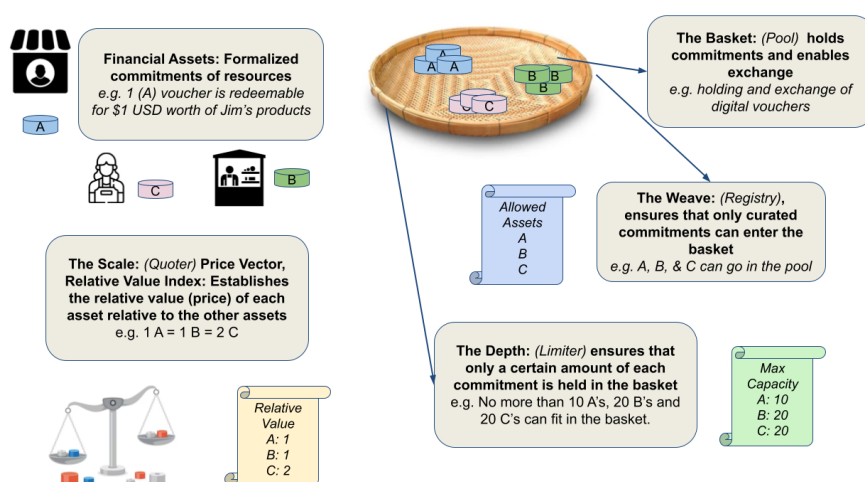 Financial Assets: Formalized
commitments of resources
e.g. 1 (A) voucher is redeemable
for $1 USD worth of Jim's products
A
C
B
The Scale: (Quoter) Price Vector,
Relative Value Index: Establishes
the relative value (price) of each
asset relative to the other assets
e.g. 1 A = 1 B = 2 C
Relative
Value
A: 1
B: 1
C: 2
A
A
A
B
B
B
C
C
The Basket: (Pool) holds
commitments and enables
exchange
e.g. holding and exchange of
digital vouchers
Allowed
Assets
A
B
C
The Weave: (Registry),
ensures that only curated
commitments can enter the
basket
e.g. A, B, & C can go in the pool
The Depth: (Limiter) ensures that
only a certain amount of each
commitment is held in the basket
e.g. No more than 10 A's, 20 B's and
20 C's can fit in the basket.
Max
Capacity
A: 10
B: 20
C: 20